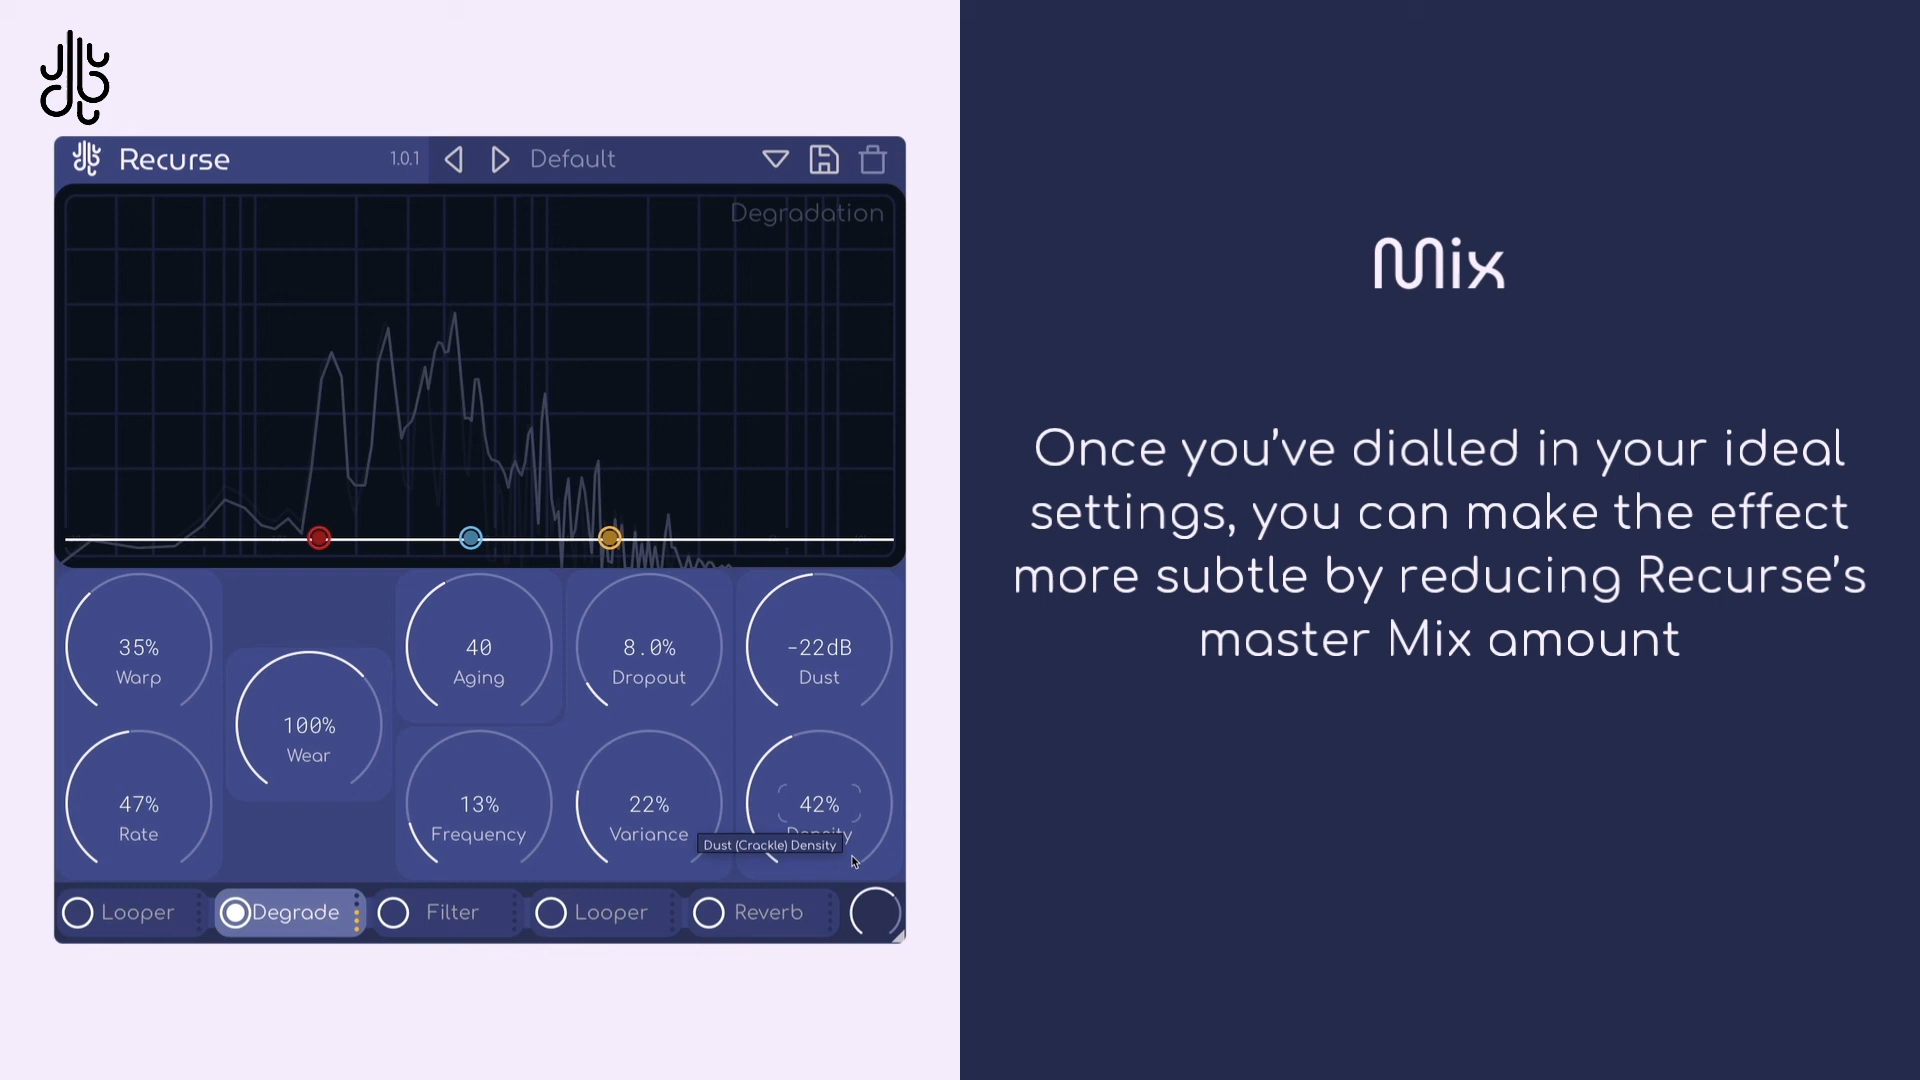 Recurse
1.0.1
Default
Degradation
35%
Warp
100%
Wear
40
Aging
8.0%
Dropout
-22dB
Dust
47%
Rate
13%
Frequency
22%
Variance
42%
Density
Dust (Crackle) Density
Looper
Degrade
Filter
Looper
Reverb
Mix
Once you've dialled in your ideal
settings, you can make the effect
more subtle by reducing Recurse's
master Mix amount